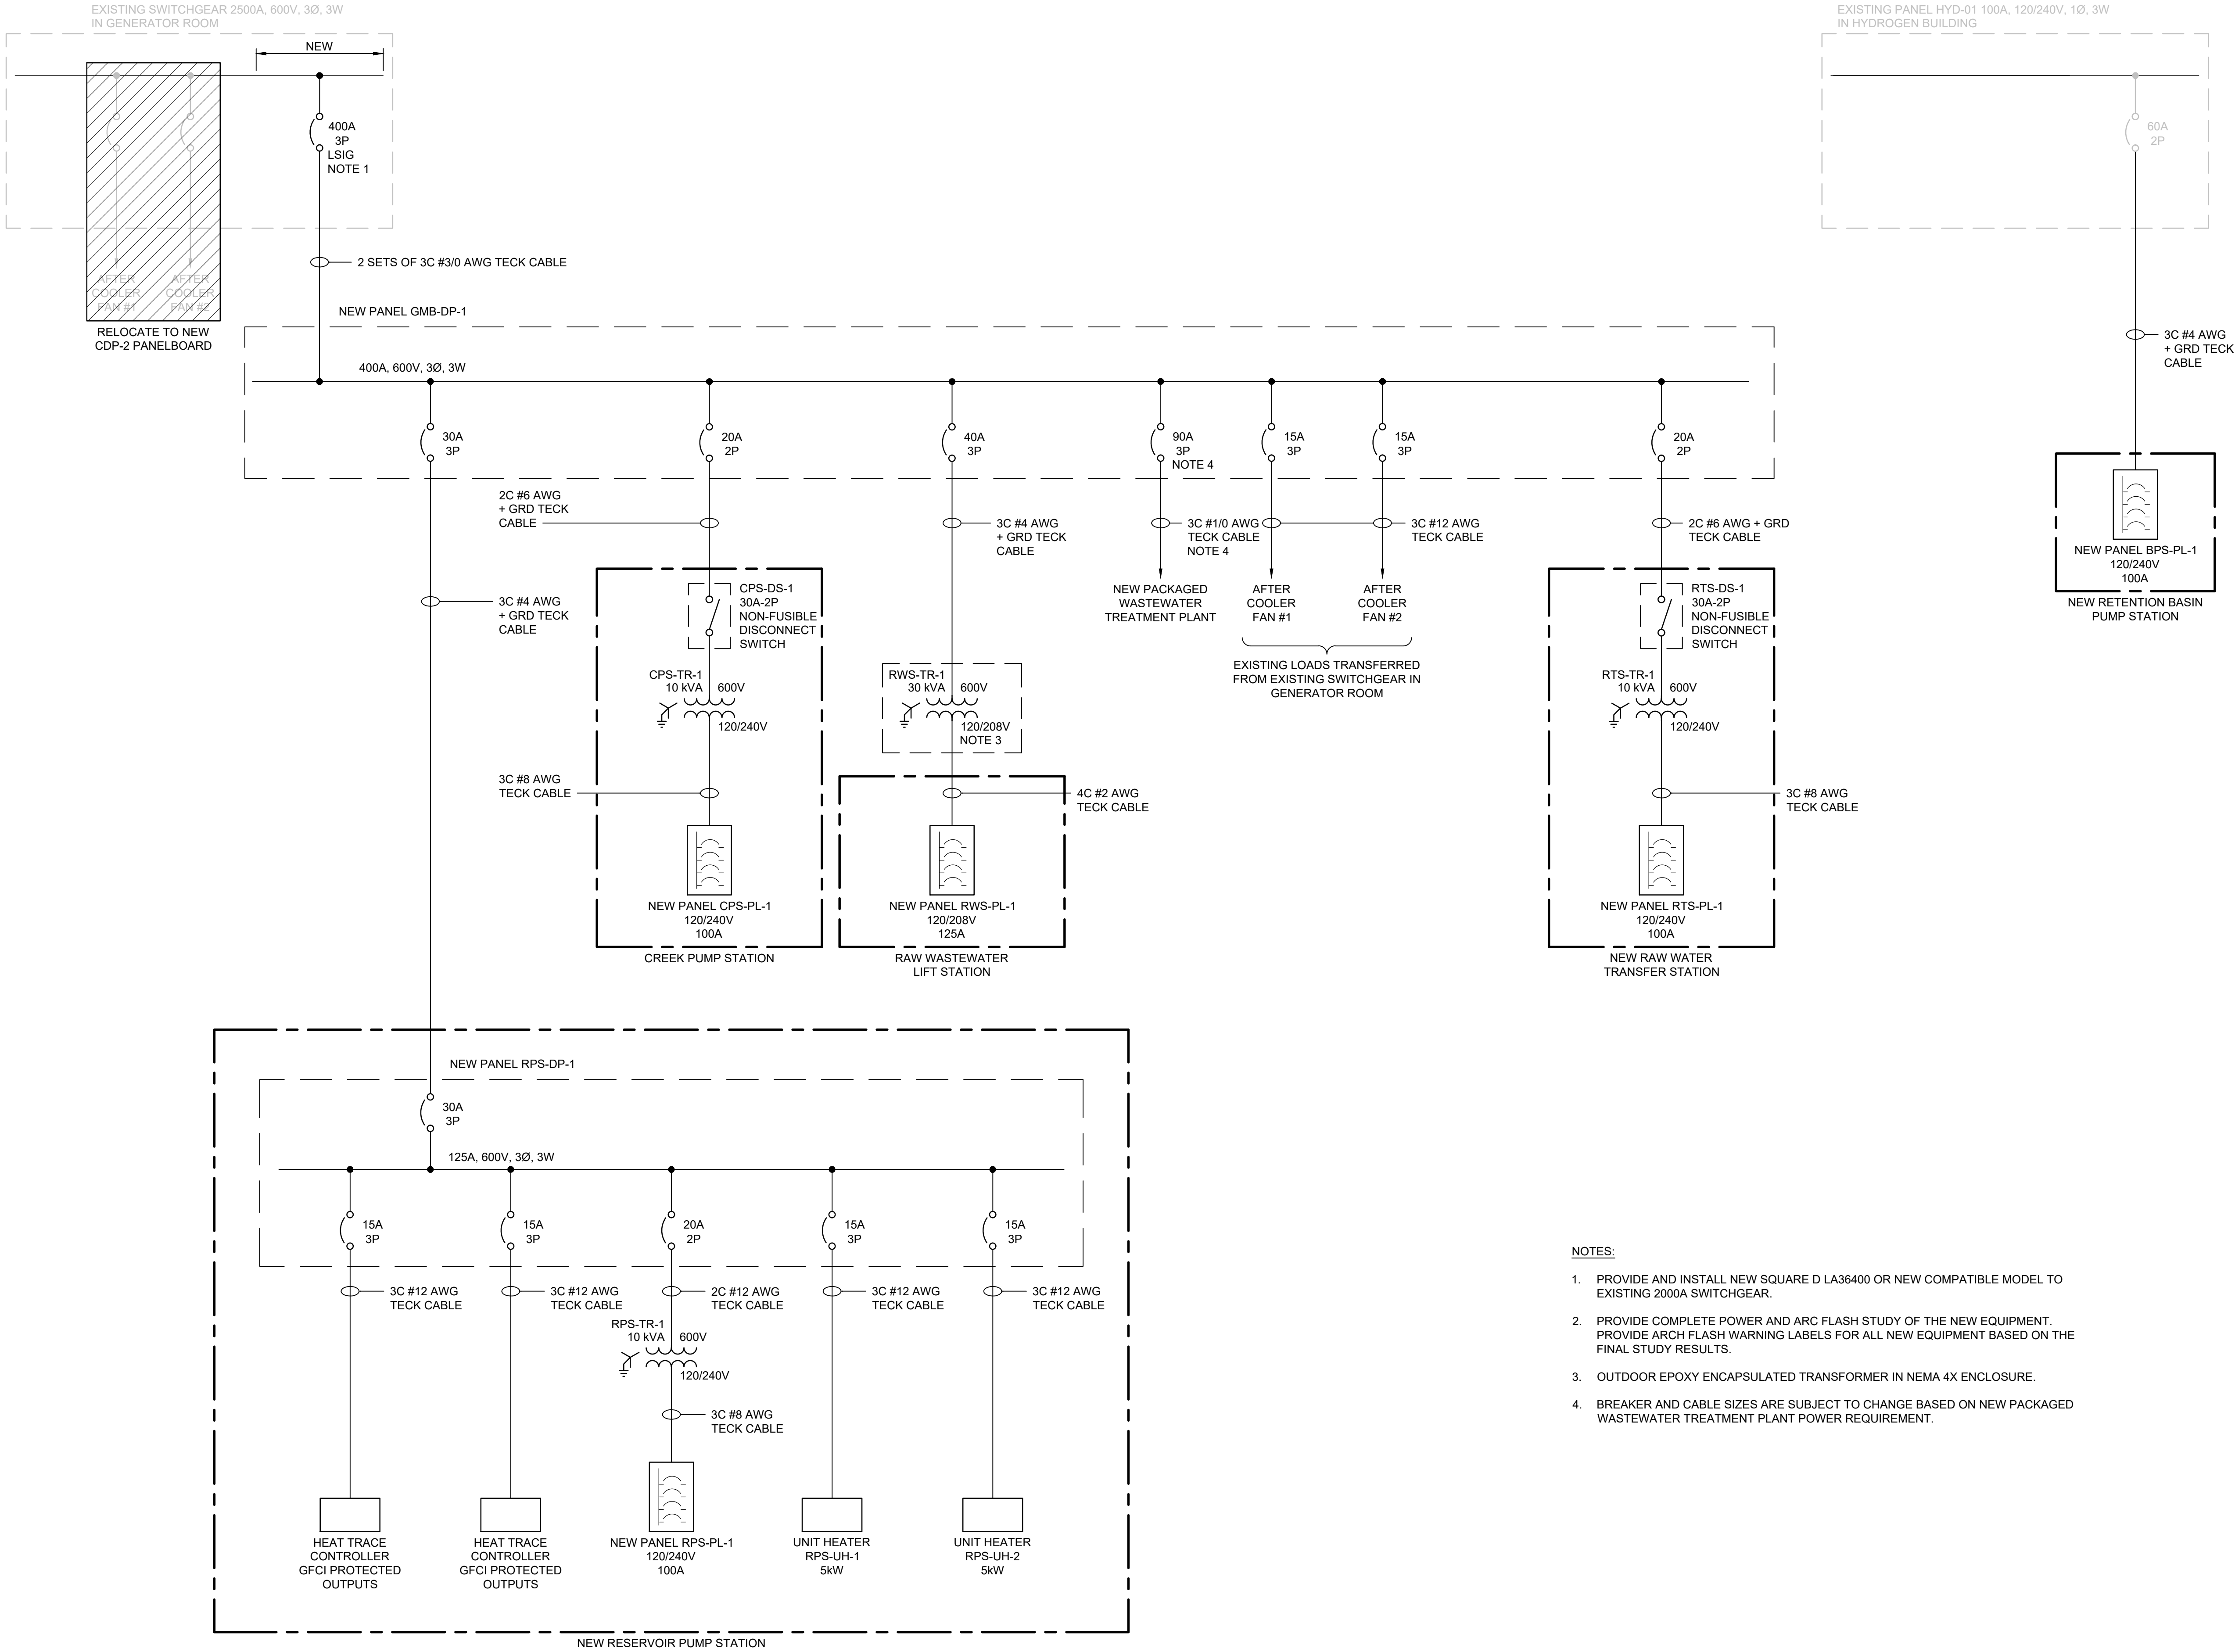 EXISTING SWITCHGEAR 2500A, 600V, 3Ø, 3W
IN GENERATOR ROOM
NEW
400A
3P
LSIG
NOTE 1
AFTER
COOLER
FAN #1
AFTER
COOLER
FAN #2
RELOCATE TO NEW
CDP-2 PANELBOARD
2 SETS OF 3C #3/0 AWG TECK CABLE
EXISTING PANEL HYD-01 100A, 120/240V, 1Ø, 3W
IN HYDROGEN BUILDING
60A
2P
3C #4 AWG
+ GRD TECK
CABLE
NEW PANEL BPS-PL-1
120/240V
100A
NEW RETENTION BASIN
PUMP STATION
NEW PANEL GMB-DP-1
400A, 600V, 3Ø, 3W
30A
3P
20A
2P
40A
3P
90A
3P
NOTE 4
15A
3P
15A
3P
20A
2P
3C #4 AWG
+ GRD TECK
CABLE
2C #6 AWG
+ GRD TECK
CABLE
CPS-DS-1
30A-2P
NON-FUSIBLE
DISCONNECT
SWITCH
CPS-TR-1
10 kVA
600V
120/240V
3C #8 AWG
TECK CABLE
NEW PANEL CPS-PL-1
120/240V
100A
CREEK PUMP STATION
3C #4 AWG
+ GRD TECK
CABLE
RWS-TR-1
30 kVA
600V
120/208V
NOTE 3
4C #2 AWG
TECK CABLE
NEW PANEL RWS-PL-1
120/208V
125A
RAW WASTEWATER
LIFT STATION
3C #1/0 AWG
TECK CABLE
NOTE 4
NEW PACKAGED
WASTEWATER
TREATMENT PLANT
3C #12 AWG
TECK CABLE
AFTER
COOLER
FAN #1
AFTER
COOLER
FAN #2
EXISTING LOADS TRANSFERRED
FROM EXISTING SWITCHGEAR IN
GENERATOR ROOM
2C #6 AWG + GRD
TECK CABLE
RTS-DS-1
30A-2P
NON-FUSIBLE
DISCONNECT
SWITCH
RTS-TR-1
10 kVA
600V
120/240V
3C #8 AWG
TECK CABLE
NEW PANEL RTS-PL-1
120/240V
100A
NEW RAW WATER
TRANSFER STATION
NEW PANEL RPS-DP-1
30A
3P
125A, 600V, 3Ø, 3W
15A
3P
15A
3P
20A
2P
15A
3P
15A
3P
3C #12 AWG
TECK CABLE
3C #12 AWG
TECK CABLE
2C #12 AWG
TECK CABLE
3C #12 AWG
TECK CABLE
3C #12 AWG
TECK CABLE
RPS-TR-1
10 kVA
600V
120/240V
3C #8 AWG
TECK CABLE
HEAT TRACE
CONTROLLER
GFCI PROTECTED
OUTPUTS
HEAT TRACE
CONTROLLER
GFCI PROTECTED
OUTPUTS
NEW PANEL RPS-PL-1
120/240V
100A
UNIT HEATER
RPS-UH-1
5kW
UNIT HEATER
RPS-UH-2
5kW
NEW RESERVOIR PUMP STATION
NOTES:
1. PROVIDE AND INSTALL NEW SQUARE D LA36400 OR NEW COMPATIBLE MODEL TO
EXISTING 2000A SWITCHGEAR.
2. PROVIDE COMPLETE POWER AND ARC FLASH STUDY OF THE NEW EQUIPMENT.
PROVIDE ARCH FLASH WARNING LABELS FOR ALL NEW EQUIPMENT BASED ON THE
FINAL STUDY RESULTS.
3. OUTDOOR EPOXY ENCAPSULATED TRANSFORMER IN NEMA 4X ENCLOSURE.
4. BREAKER AND CABLE SIZES ARE SUBJECT TO CHANGE BASED ON NEW PACKAGED
WASTEWATER TREATMENT PLANT POWER REQUIREMENT.